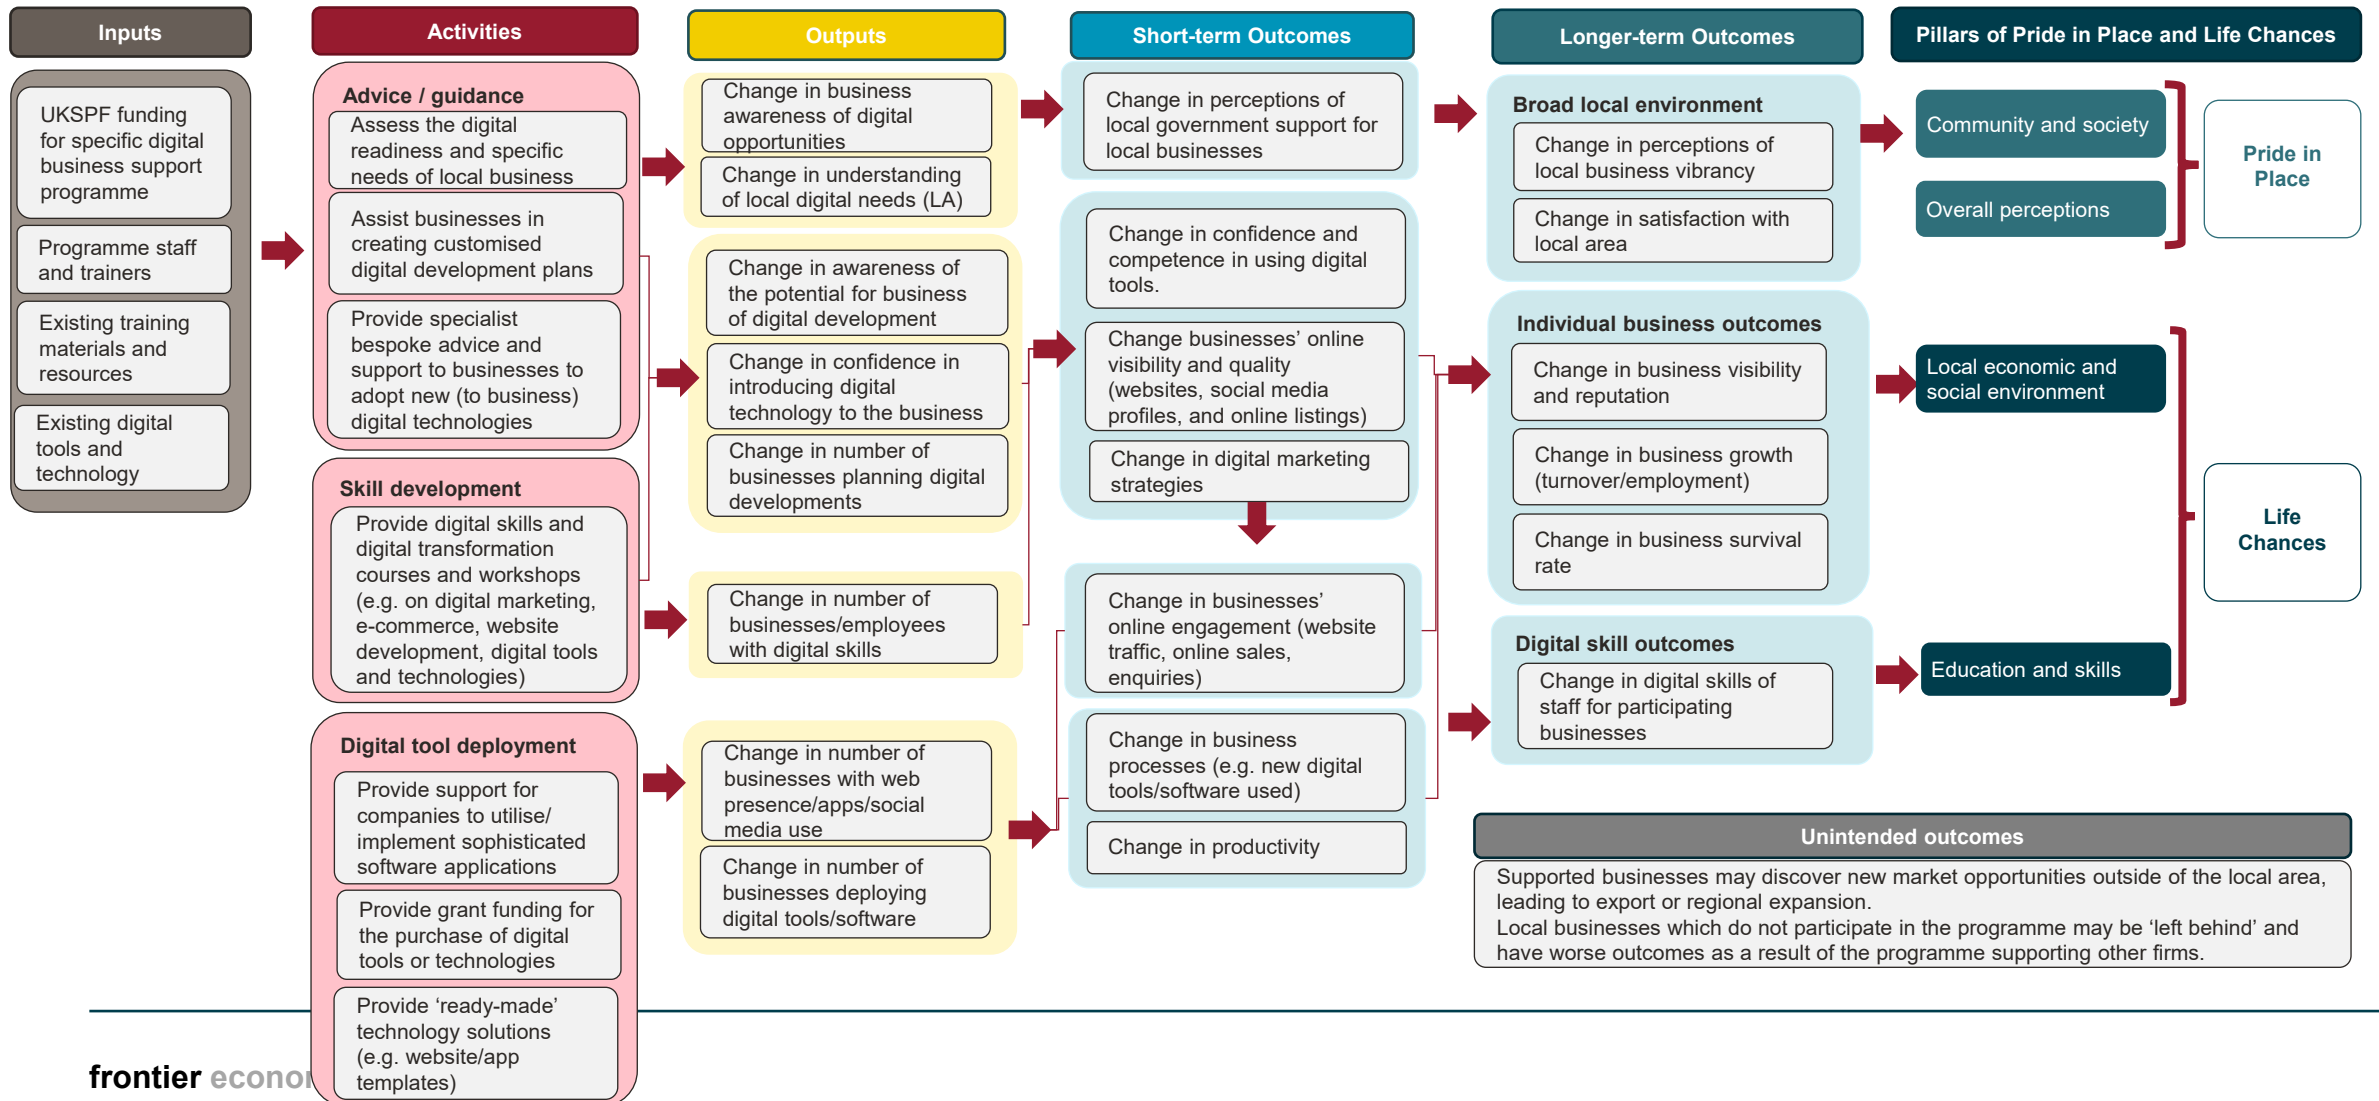 Inputs
UKSPF funding
for specific digital
business support
programme
Programme staff
and trainers
Existing training
materials and
resources
Existing digital
tools and
technology
Activities
Advice / guidance
Assess the digital
readiness and specific
needs of local business
Assist businesses in
creating customised
digital development plans
Provide specialist
bespoke advice and
support to businesses to
adopt new (to business)
digital technologies
Skill development
Provide digital skills and
digital transformation
courses and workshops
(e.g. on digital marketing,
e-commerce, website
development, digital tools
and technologies)
Digital tool deployment
Provide support for
companies to utilise/
implement sophisticated
software applications
Provide grant funding for
the purchase of digital
tools or technologies
Provide ‘ready-made’
technology solutions
(e.g. website/app
templates)
Outputs
Change in business
awareness of digital
opportunities
Change in understanding
of local digital needs (LA)
Change in awareness of
the potential for business
of digital development
Change in confidence in
introducing digital
technology to the business
Change in number of
businesses planning digital
developments
Change in number of
businesses/employees
with digital skills
Change in number of
businesses with web
presence/apps/social
media use
Change in number of
businesses deploying
digital tools/software
Short-term Outcomes
Change in perceptions of
local government support for
local businesses
Change in confidence and
competence in using digital
tools.
Change businesses’ online
visibility and quality
(websites, social media
profiles, and online listings)
Change in digital marketing
strategies
Change in businesses’
online engagement (website
traffic, online sales,
enquiries)
Change in business
processes (e.g. new digital
tools/software used)
Change in productivity
Longer-term Outcomes
Broad local environment
Change in perceptions of
local business vibrancy
Change in satisfaction with
local area
Individual business outcomes
Change in business visibility
and reputation
Change in business growth
(turnover/employment)
Change in business survival
rate
Digital skill outcomes
Change in digital skills of
staff for participating
businesses
Pillars of Pride in Place and Life Chances
Community and society
Overall perceptions
Pride in
Place
Local economic and
social environment
Education and skills
Life
Chances
Unintended outcomes
Supported businesses may discover new market opportunities outside of the local area,
leading to export or regional expansion.
Local businesses which do not participate in the programme may be ‘left behind’ and
have worse outcomes as a result of the programme supporting other firms.
frontier econo